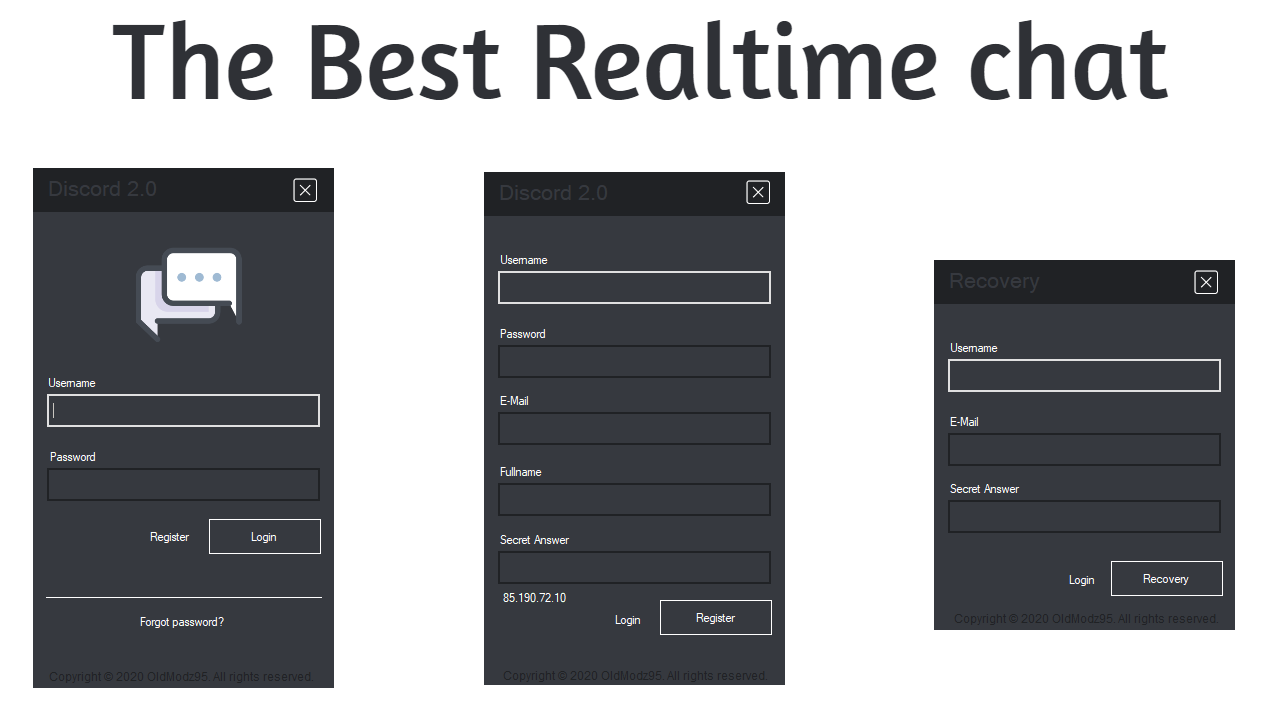 The Best Realtime chat
Discord 2.0
Username
Password
Register
Login
Forgot password?
Copyright © 2020 OldModz95. All rights reserved.
Discord 2.0
Username
Password
E-Mail
Fullname
Secret Answer
85.190.72.10
Login
Register
Copyright © 2020 OldModz95. All rights reserved.
Recovery
Username
E-Mail
Secret Answer
Login
Recovery
Copyright © 2020 OldModz95. All rights reserved.